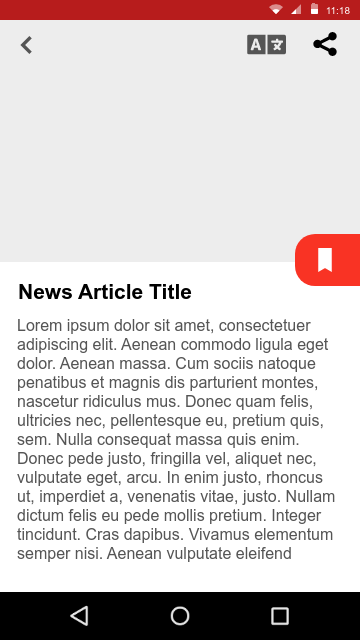 11:18
A 文
News Article Title
Lorem ipsum dolor sit amet, consectetuer
adipiscing elit. Aenean commodo ligula eget
dolor. Aenean massa. Cum sociis natoque
penatibus et magnis dis parturient montes,
nascetur ridiculus mus. Donec quam felis,
ultricies nec, pellentesque eu, pretium quis,
sem. Nulla consequat massa quis enim.
Donec pede justo, fringilla vel, aliquet nec,
vulputate eget, arcu. In enim justo, rhoncus
ut, imperdiet a, venenatis vitae, justo. Nullam
dictum felis eu pede mollis pretium. Integer
tincidunt. Cras dapibus. Vivamus elementum
semper nisi. Aenean vulputate eleifend